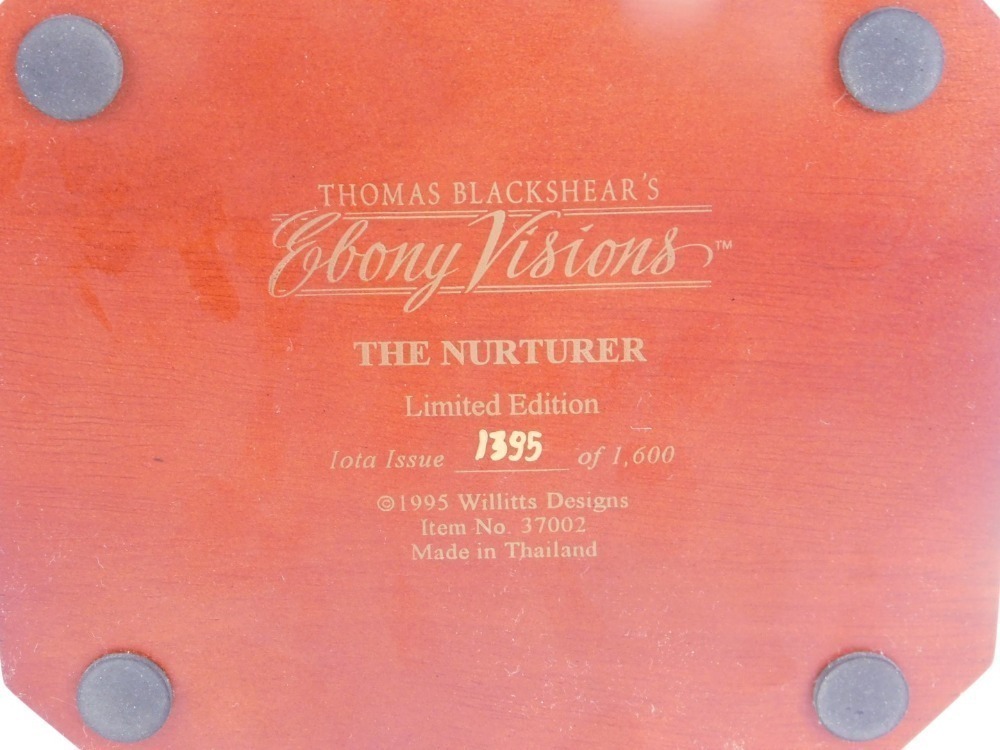 THOMAS BLACKSHEAR'S
Ebony Visions™
THE NURTURER
Limited Edition
Iota Issue 1395 of 1,600
©1995 Willitts Designs
Item No. 37002
Made in Thailand